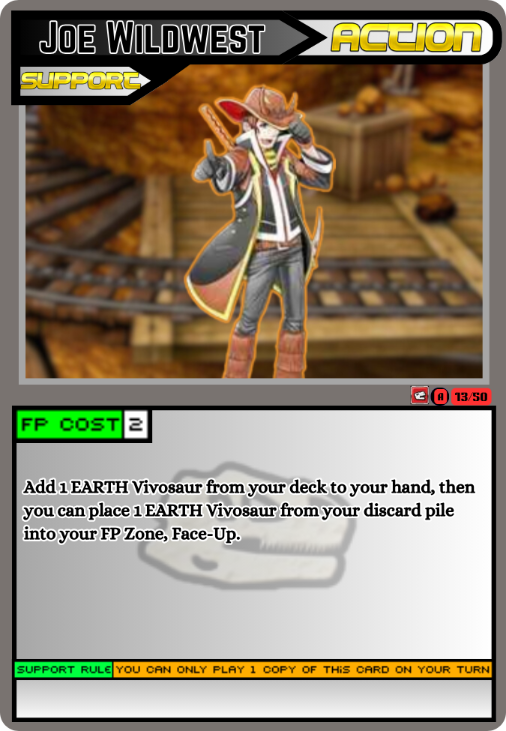 Joe Wildwest
ACTION
SUPPORT
A 13/50
FP COST 2
Add 1 EARTH Vivosaur from your deck to your hand, then
you can place 1 EARTH Vivosaur from your discard pile
into your FP Zone, Face-Up.
SUPPORT RULE YOU CAN ONLY PLAY 1 COPY OF THiS CARD ON YOUR TURN